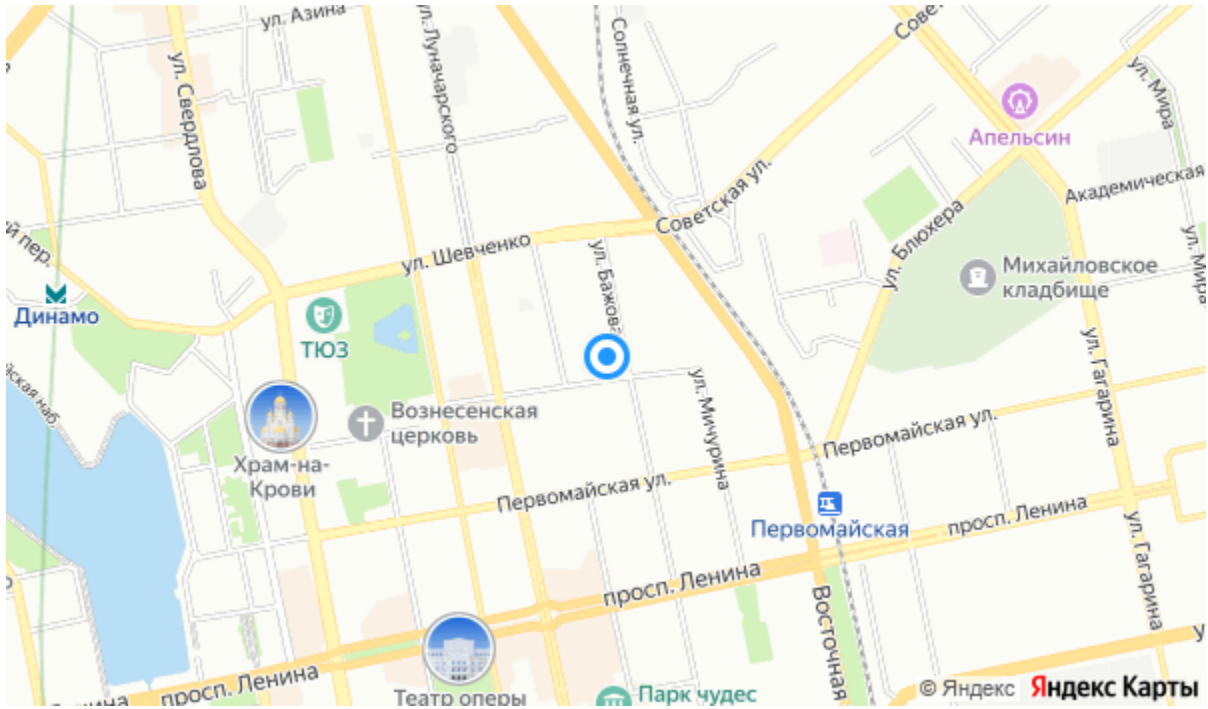 ул. Азина
ул. Луначарского
Солнечная ул.
Сове
ул. Мира
ул. Свердлова
Апельсин
Академическая
Советская ул.
й пер.
ул. Шевченко
ул. Бажова
ул. Блюхера
ул. Мира
Михайловское
кладбище
Динамо
ТЮЗ
ул. Гагарина
йская наб.
Вознесенская
церковь
ул. Мичурина
Храм-на-
Крови
Первомайская ул.
Первомайская ул.
Первомайская
просп. Ленина
ул. Гагарина
просп. Ленина
Восточная
У
просп. Ленина
Ленина
Театр оперы
Парк чудес
© Яндекс Яндекс Карты